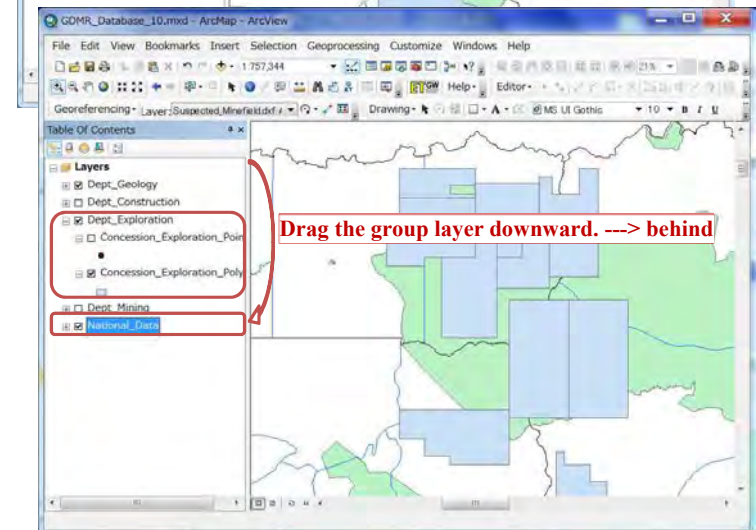 GDMR_Database_10.mxd - ArcMap - ArcView
File Edit View Bookmarks Insert Selection Geoprocessing Customize Windows Help
1:757,344
21%
Help Editor
Georeferencing Layer:Suspected_Minefield.dxf Drawing A MS UI Gothic 10 B I U
Table Of Contents
Layers
Dept_Geology
Dept_Construction
Dept_Exploration
Concession_Exploration_Poin
Concession_Exploration_Poly
Dept_Mining
National_Data
Drag the group layer downward. ---> behind